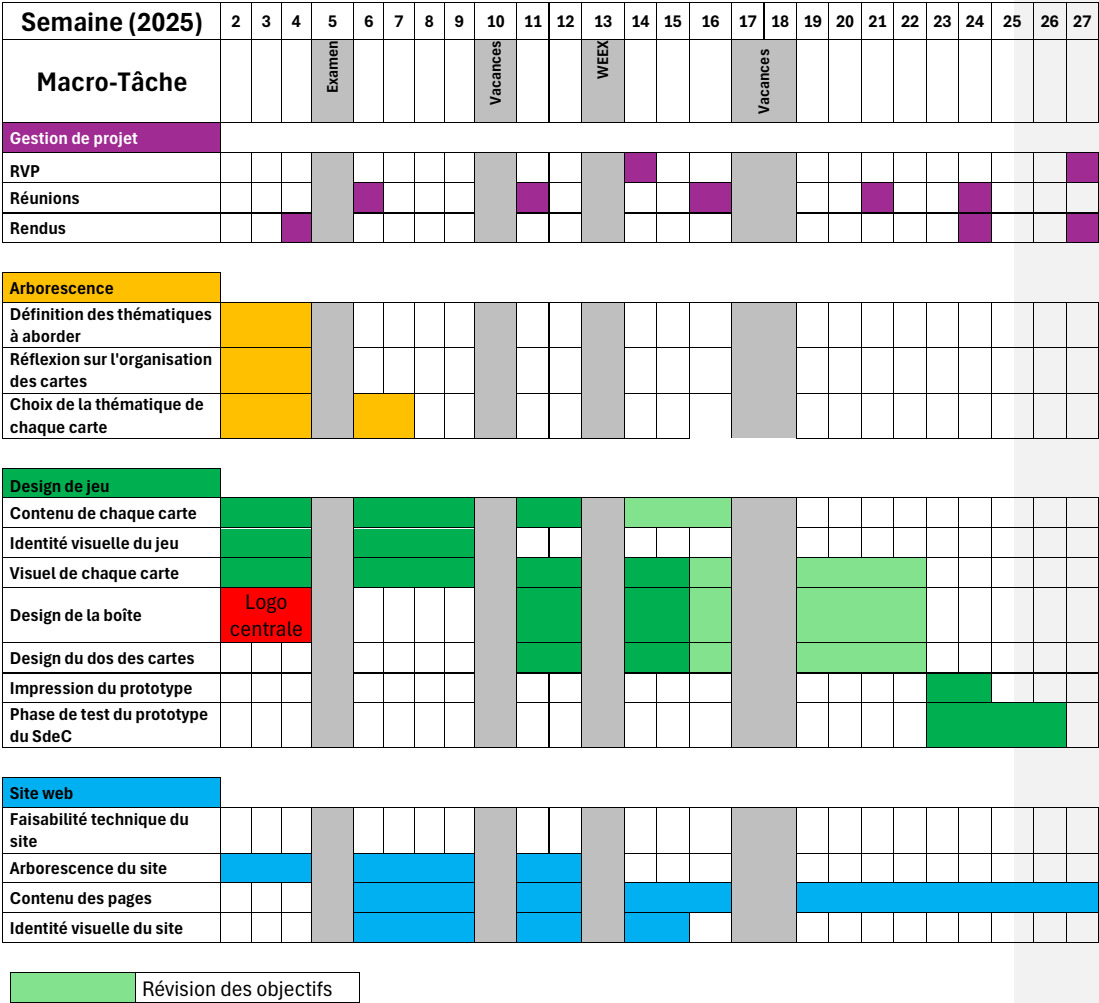 Semaine (2025) 2 3 4 5 6 7 8 9 10 11 12 13 14 15 16 17 18 19 20 21 22 23 24 25 26 27
Macro-Tâche
Examen
Vacances
WEEX
Vacances
Gestion de projet
RVP
Réunions
Rendus
Arborescence
Définition des thématiques
à aborder
Réflexion sur l'organisation
des cartes
Choix de la thématique de
chaque carte
Design de jeu
Contenu de chaque carte
Identité visuelle du jeu
Visuel de chaque carte
Design de la boîte
Logo
centrale
Design du dos des cartes
Impression du prototype
Phase de test du prototype
du SdeC
Site web
Faisabilité technique du
site
Arborescence du site
Contenu des pages
Identité visuelle du site
Révision des objectifs